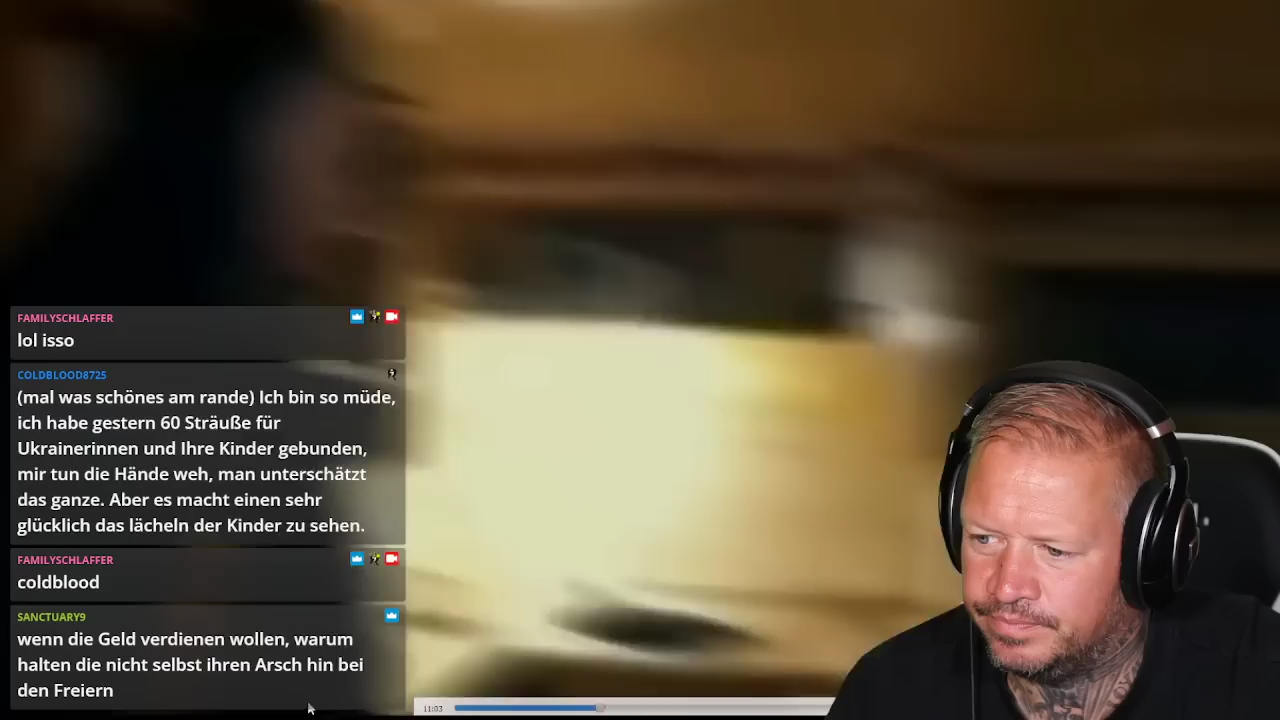 FAMILYSCHLAFFER
lol isso
COLDBLOOD8725
(mal was schönes am rande) Ich bin so müde,
ich habe gestern 60 Sträuße für
Ukrainerinnen und Ihre Kinder gebunden,
mir tun die Hände weh, man unterschätzt
das ganze. Aber es macht einen sehr
glücklich das lächeln der Kinder zu sehen.
FAMILYSCHLAFFER
coldblood
SANCTUARY9
wenn die Geld verdienen wollen, warum
halten die nicht selbst ihren Arsch hin bei
den Freiern
11:03